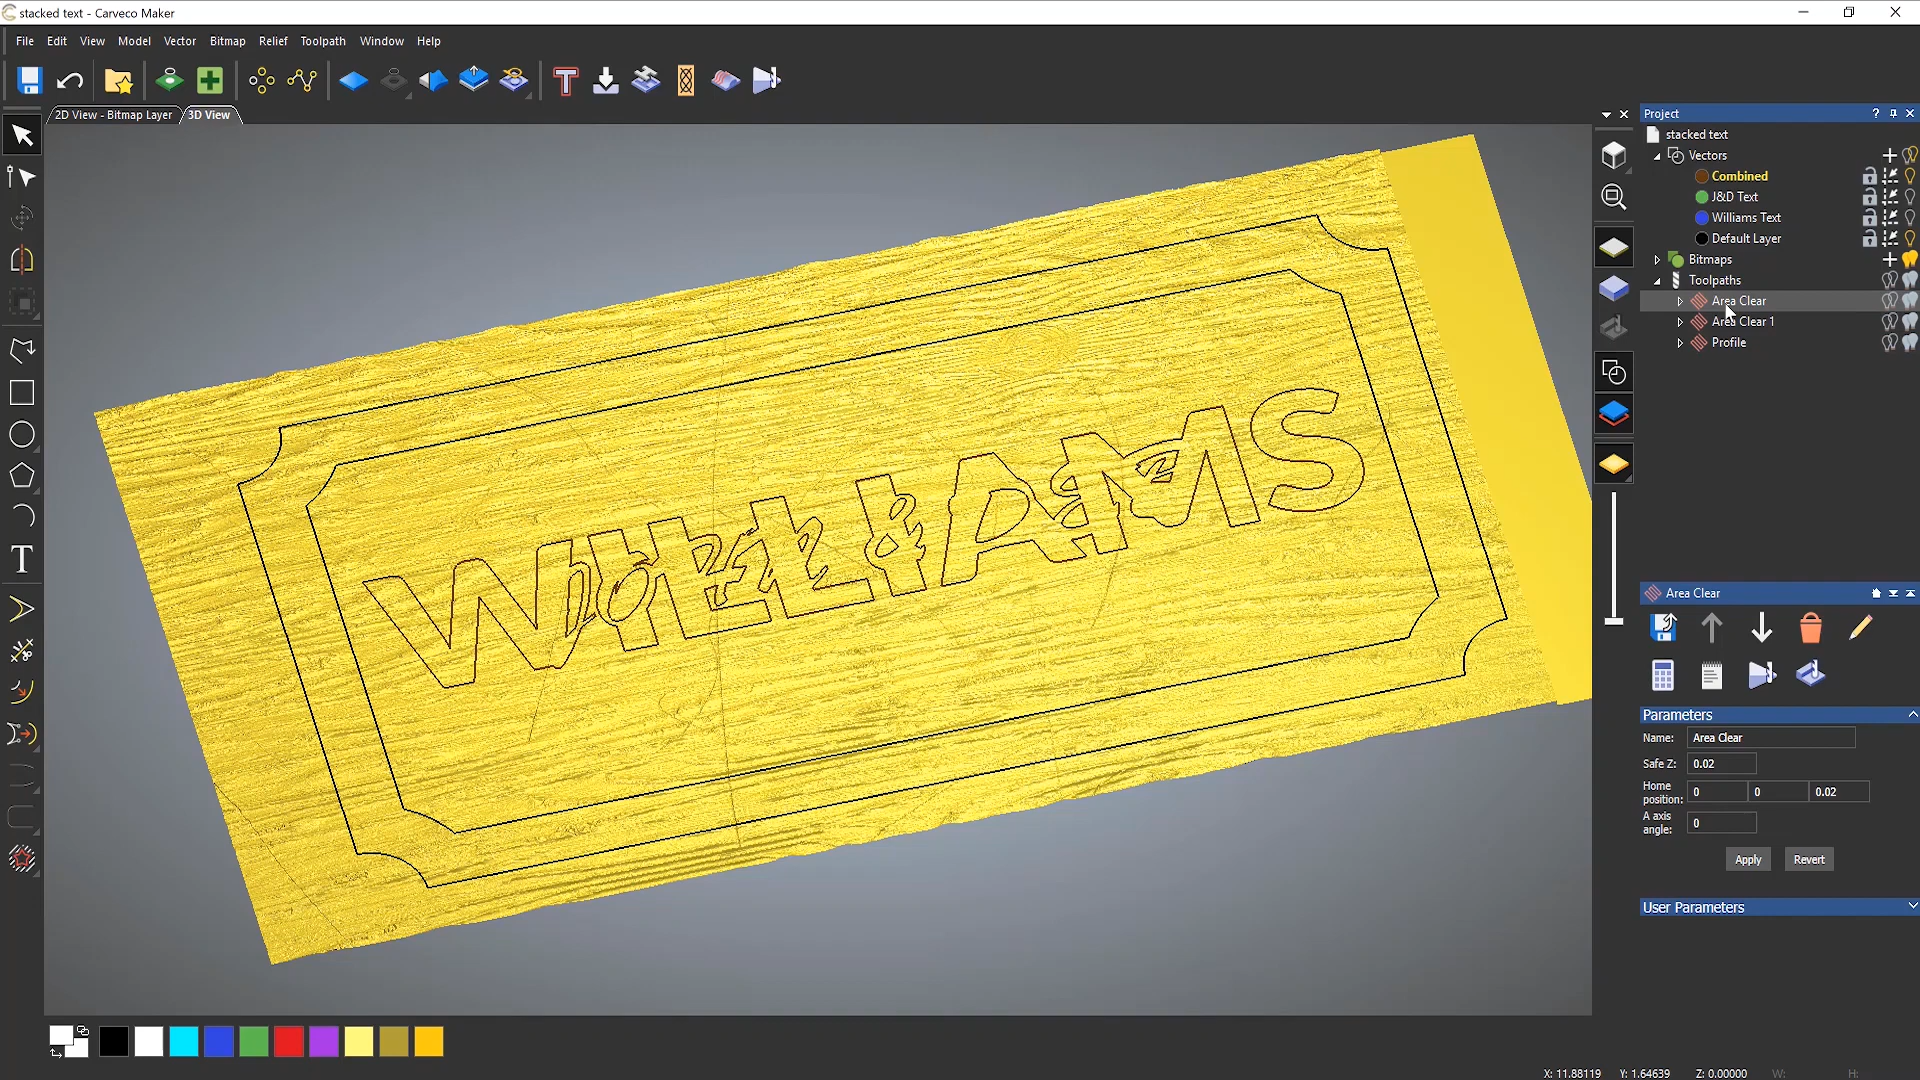 stacked text - Carveco Maker
File Edit View Model Vector Bitmap Relief Toolpath Window Help
2D View - Bitmap Layer
3D View
Project
stacked text
Vectors
Combined
J&D Text
Williams Text
Default Layer
Bitmaps
Toolpaths
Area Clear
Area Clear 1
Profile
WILLIAMS
Area Clear
Parameters
Name: Area Clear
Safe Z: 0.02
Home position: 0 0 0.02
A axis angle: 0
Apply Revert
User Parameters
X: 11.88119 Y: 1.64639 Z: 0.00000 W: H: